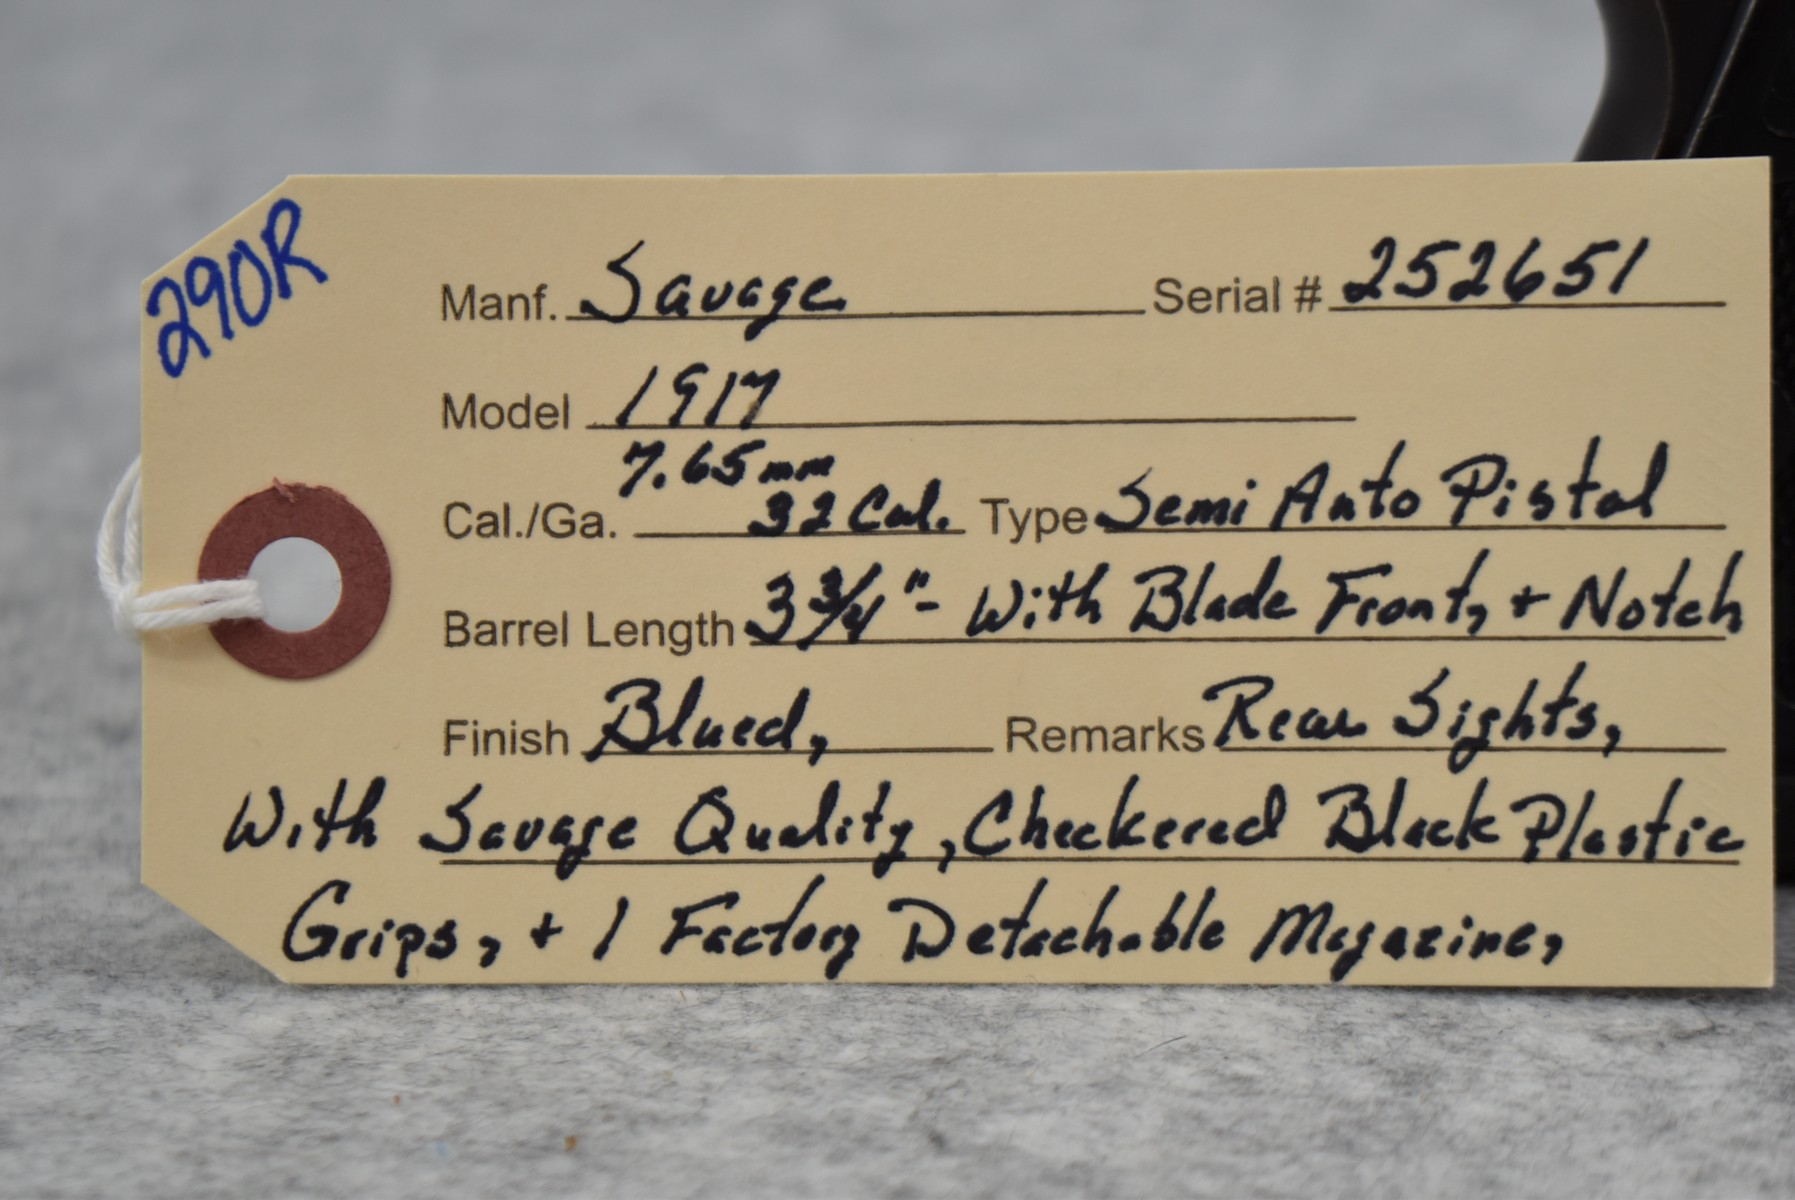 290R
Manf. Savage Serial # 252651
Model 1917
7.65mm
Cal./Ga. 32 Cal. Type Semi Auto Pistol
Barrel Length 3 3/4"- With Blade Front, + Notch
Finish Blued, Remarks Rear Sights,
With Savage Quality, Checkered Black Plastic
Grips, + 1 Factory Detachable Magazine,